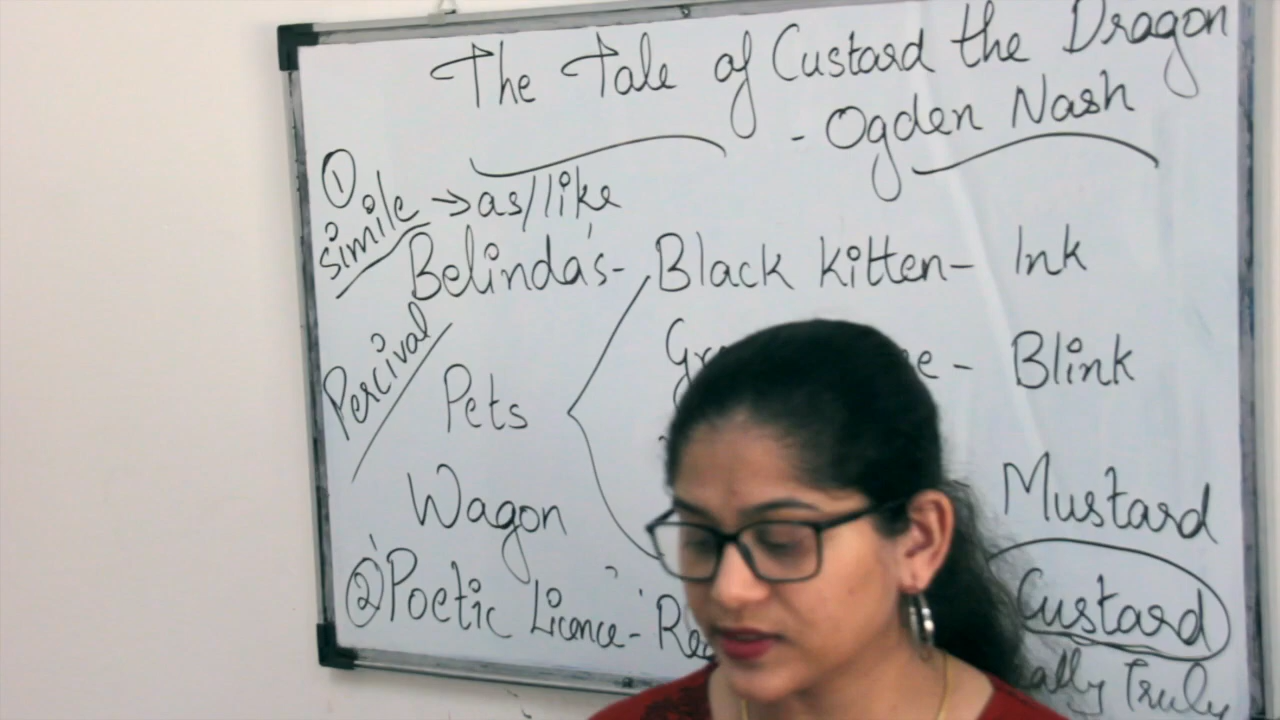 The Tale of Custard the Dragon
- Ogden Nash
① Simile → as/like
Belinda's - Black kitten - Ink
Percival
Pets
- Blink
Wagon
Mustard
Custard
② Poetic Licence -
Truly